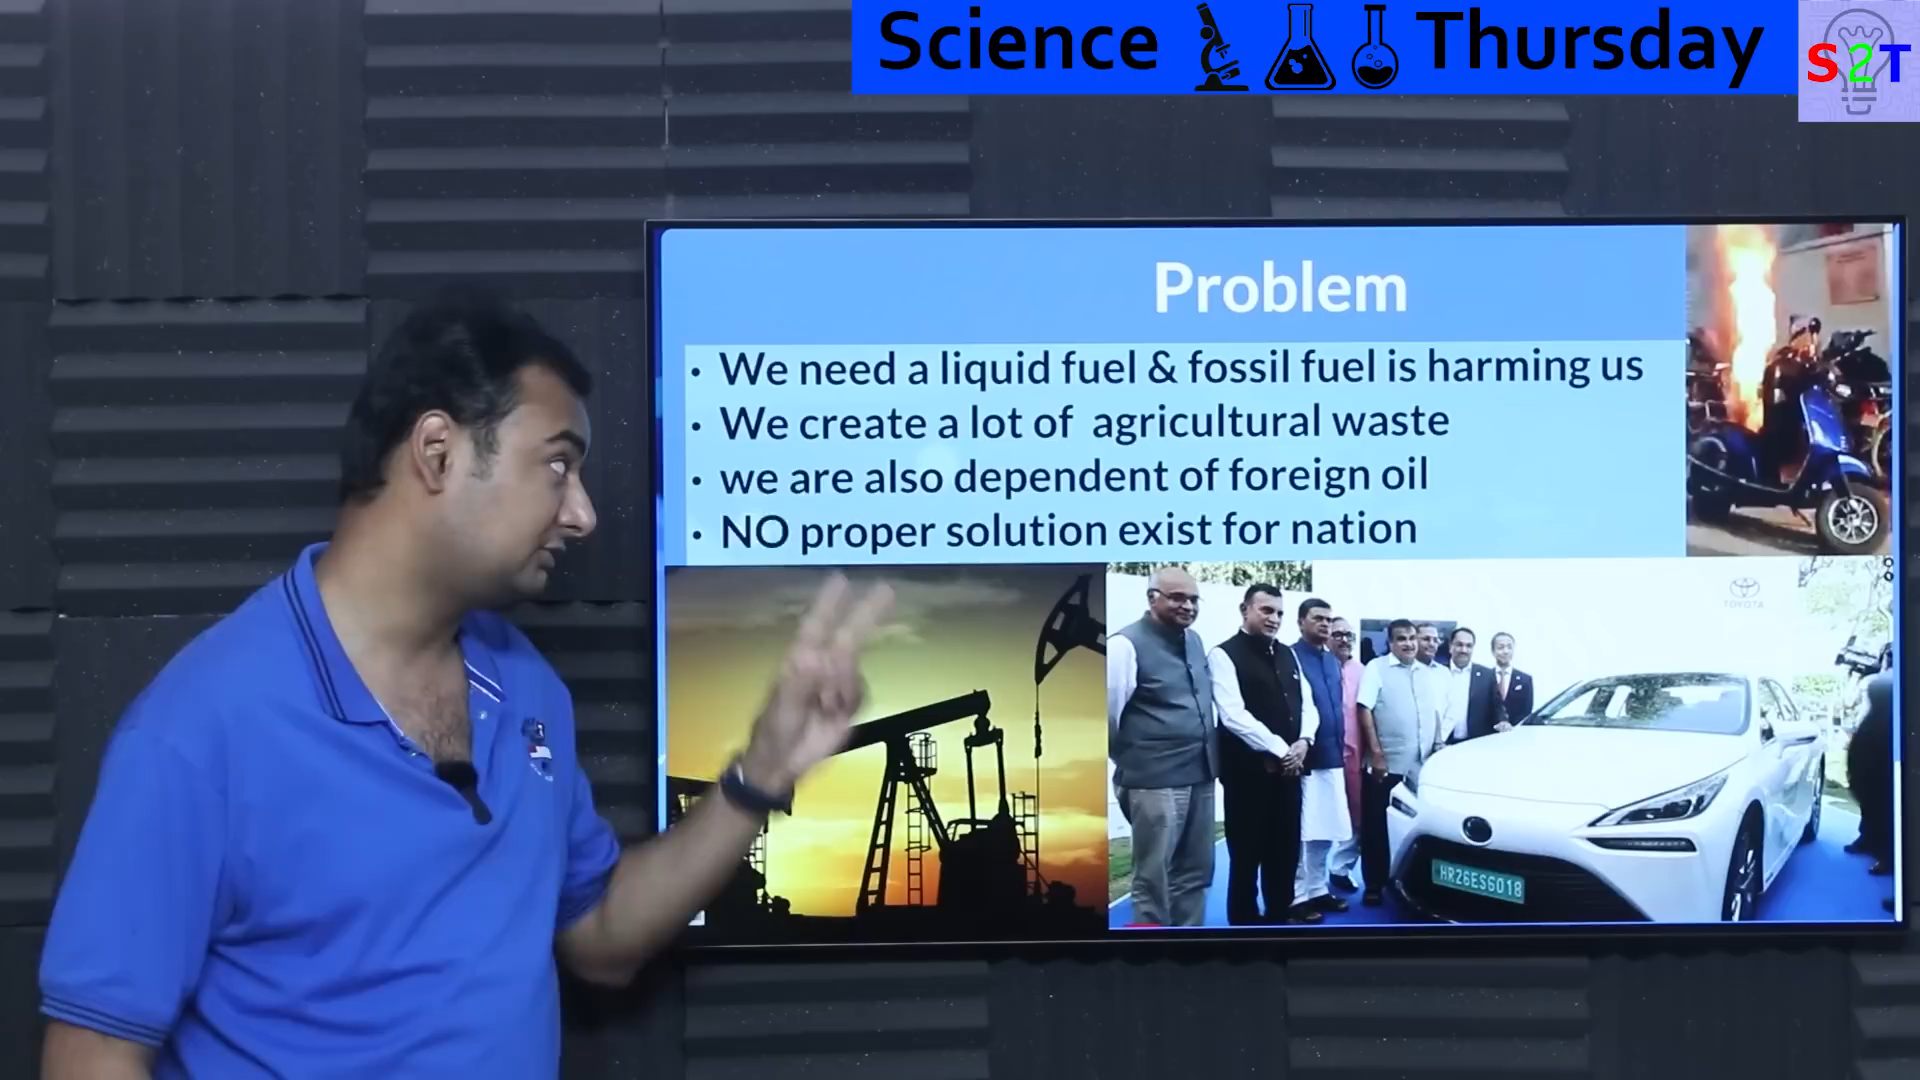 Science Thursday
S2T
Problem
• We need a liquid fuel & fossil fuel is harming us
• We create a lot of agricultural waste
• we are also dependent of foreign oil
• NO proper solution exist for nation
TOYOTA
HR26ES6018